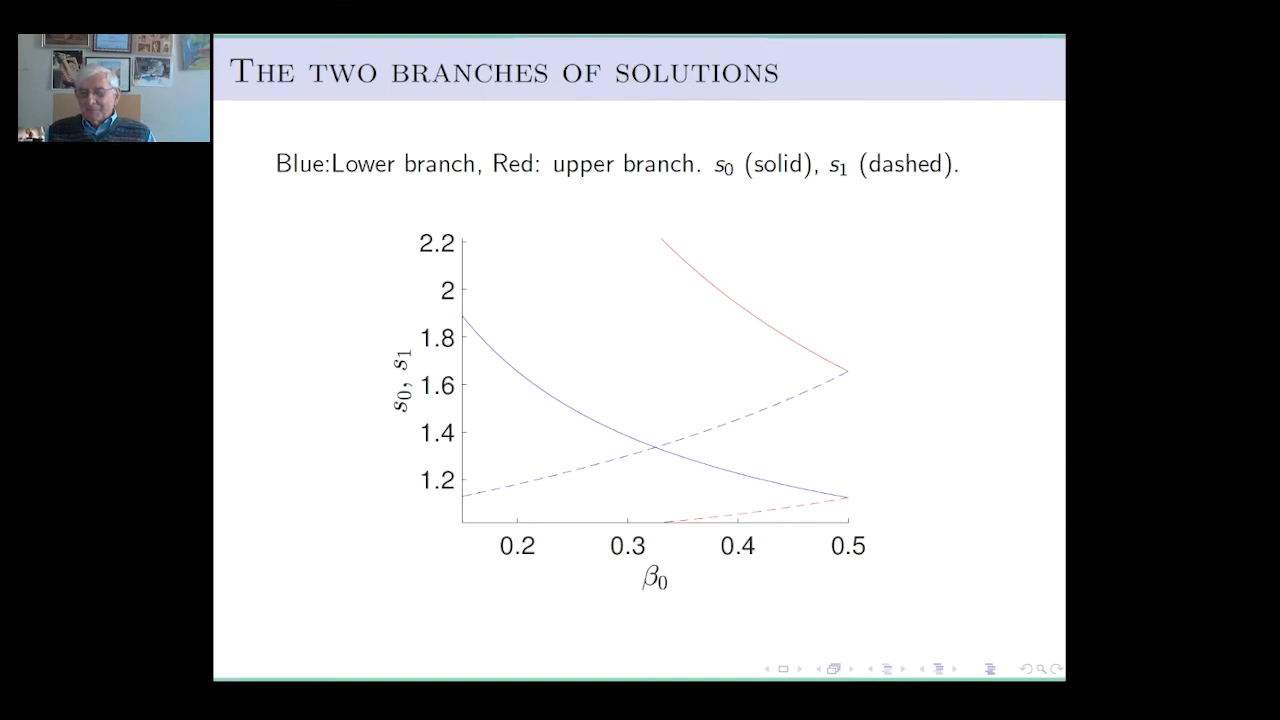 THE TWO BRANCHES OF SOLUTIONS
Blue:Lower branch, Red: upper branch. s₀ (solid), s₁ (dashed).
2.2
2
1.8
1.6
1.4
1.2
s₀, s₁
0.2 0.3 0.4 0.5
β₀